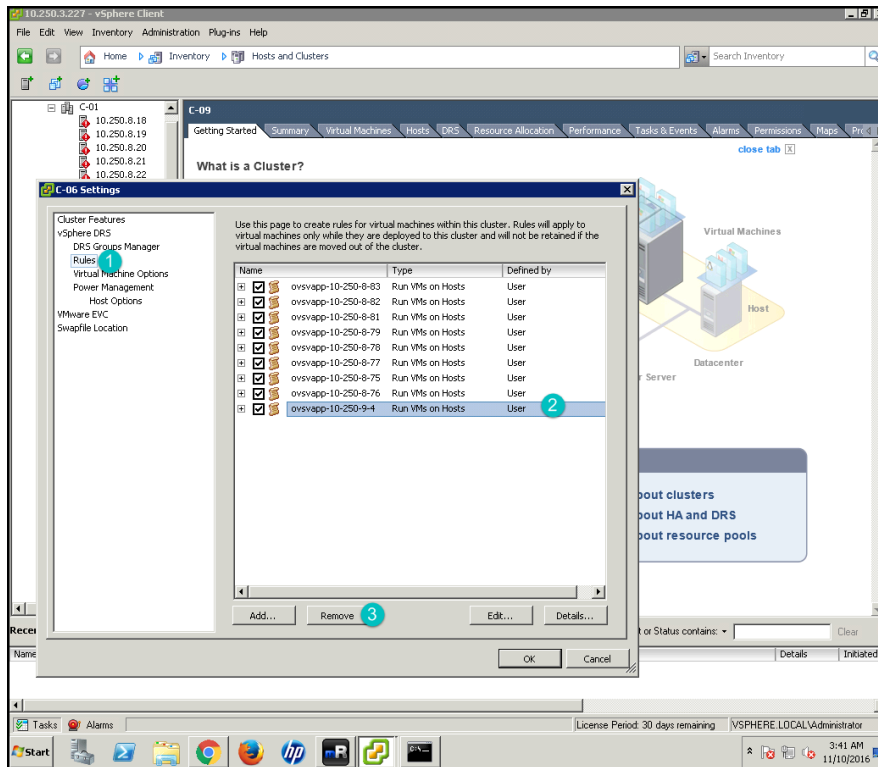 10.250.3.227 - vSphere Client
File Edit View Inventory Administration Plug-ins Help
Home Inventory Hosts and Clusters
Search Inventory
C-01
10.250.8.18
10.250.8.19
10.250.8.20
10.250.8.21
10.250.8.22
C-09
Getting Started Summary Virtual Machines Hosts DRS Resource Allocation Performance Tasks & Events Alarms Permissions Maps
close tab X
What is a Cluster?
Virtual Machines
Host
Datacenter
r Server
bout clusters
bout HA and DRS
bout resource pools
C-06 Settings
Cluster Features
vSphere DRS
DRS Groups Manager
Rules 1
Virtual Machine Options
Power Management
Host Options
VMware EVC
Swapfile Location
Use this page to create rules for virtual machines within this cluster. Rules will apply to
virtual machines only while they are deployed to this cluster and will not be retained if the
virtual machines are moved out of the cluster.
Name Type Defined by
ovsvapp-10-250-8-83 Run VMs on Hosts User
ovsvapp-10-250-8-82 Run VMs on Hosts User
ovsvapp-10-250-8-81 Run VMs on Hosts User
ovsvapp-10-250-8-79 Run VMs on Hosts User
ovsvapp-10-250-8-78 Run VMs on Hosts User
ovsvapp-10-250-8-77 Run VMs on Hosts User
ovsvapp-10-250-8-75 Run VMs on Hosts User
ovsvapp-10-250-8-76 Run VMs on Hosts User
ovsvapp-10-250-9-4 Run VMs on Hosts User 2
Add... Remove 3 Edit... Details...
OK Cancel
Recer
t or Status contains: Clear
Name Details Initiated
Tasks Alarms License Period: 30 days remaining VSPHERE.LOCAL\Administrator
Start hp mR C:\_ 3:41 AM
11/10/2016